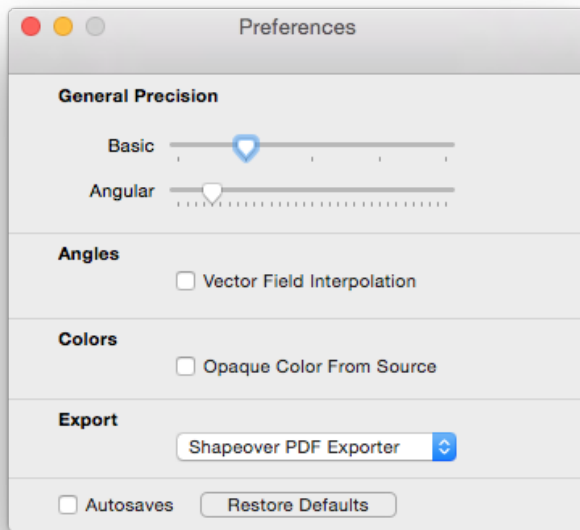 Preferences
General Precision
Basic
Angular
Angles
Vector Field Interpolation
Colors
Opaque Color From Source
Export
Shapeover PDF Exporter
Autosaves Restore Defaults